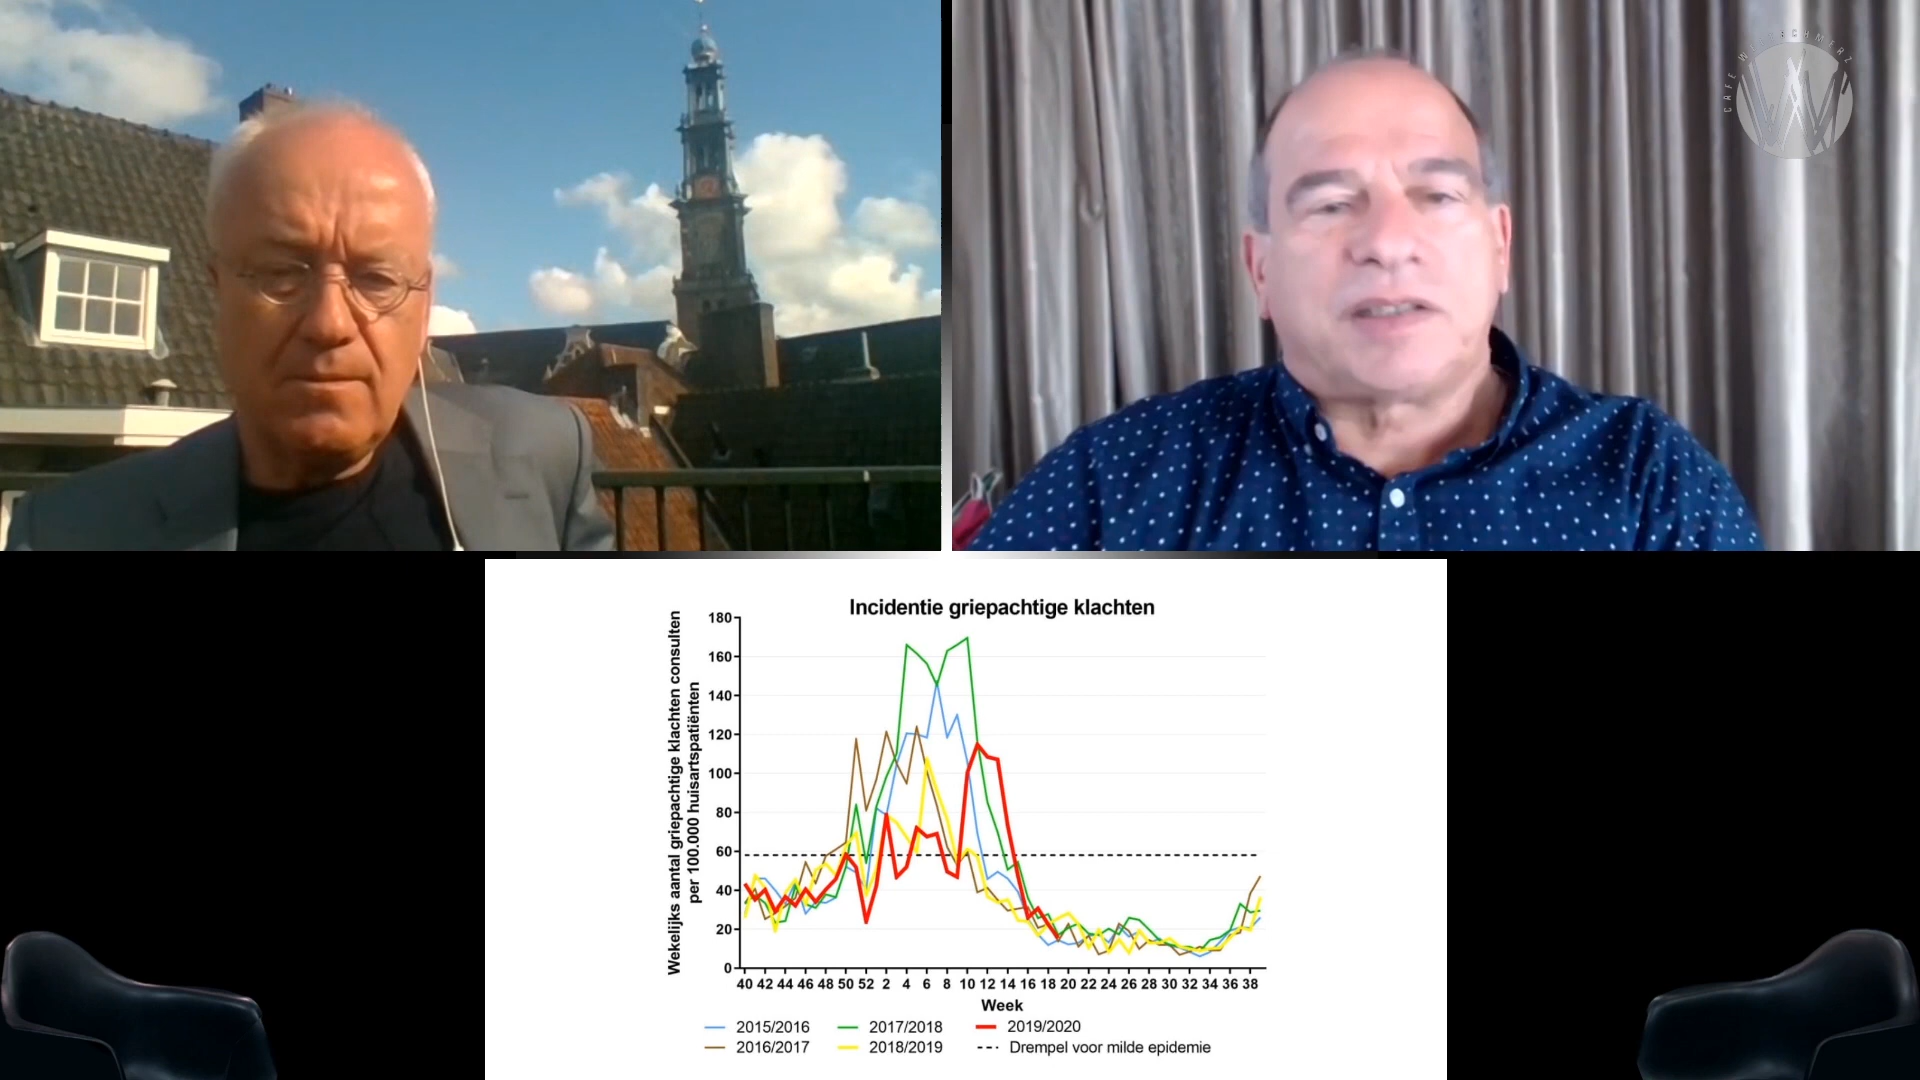 CAFE WELTSCHMERZ
Incidentie griepachtige klachten
Wekelijks aantal griepachtige klachten consulten
per 100.000 huisartspatiënten
180
160
140
120
100
80
60
40
20
0
40 42 44 46 48 50 52 2 4 6 8 10 12 14 16 18 20 22 24 26 28 30 32 34 36 38
Week
2015/2016 2017/2018 2019/2020
2016/2017 2018/2019 Drempel voor milde epidemie